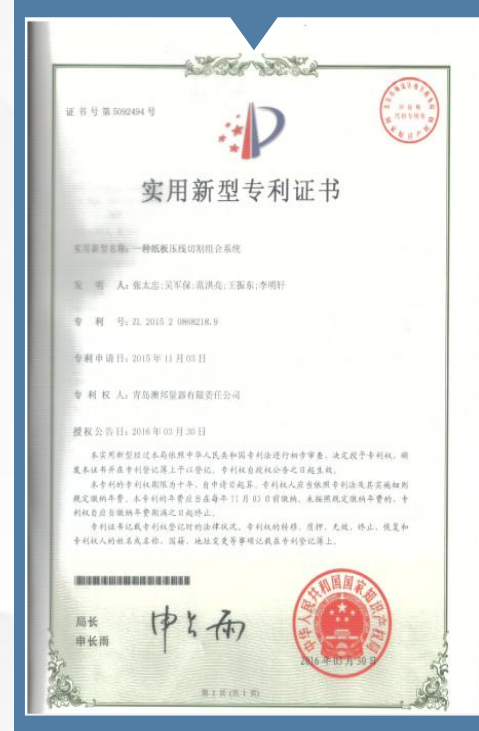 证书号第5092494号
实用新型专利证书
实用新型名称：一种纸板压线切割组合系统
发 明 人：张太忠;吴军保;范洪亮;王振东;李明轩
专 利 号：ZL 2015 2 0868218.9
专利申请日：2015年11月03日
专 利 权 人：青岛澳邦量器有限责任公司
授权公告日：2016年03月30日
本实用新型经过本局依照中华人民共和国专利法进行初步审查，决定授予专利权，颁
发本证书并在专利登记簿上予以登记。专利权自授权公告之日起生效。
本专利的专利权期限为十年，自申请日起算。专利权人应当依照专利法及其实施细则
规定缴纳年费。本专利的年费应当在每年11月03日前缴纳。未按照规定缴纳年费的，专
利权自应当缴纳年费期满之日起终止。
专利证书记载专利权登记时的法律状况。专利权的转移、质押、无效、终止、恢复和
专利权人的姓名或名称、国籍、地址变更等事项记载在专利登记簿上。
局长
申长雨
申长雨
中华人民共和国国家知识产权局
2016年03月30日
第1页(共1页)